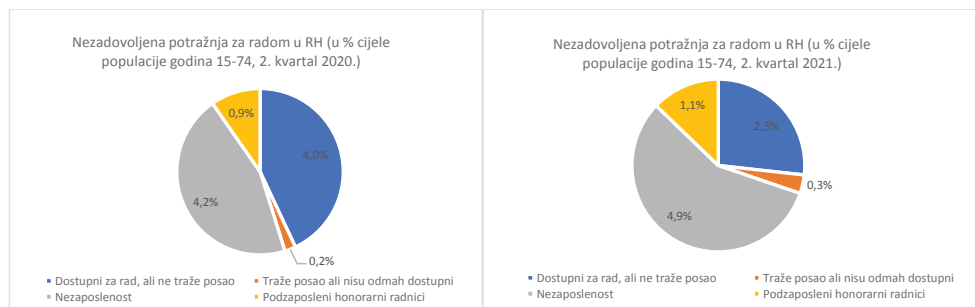 Nezadovoljena potražnja za radom u RH (u % cijele
populacije godina 15-74, 2. kvartal 2020.)
0,9%
4,0%
4,2%
0,2%
Dostupni za rad, ali ne traže posao
Traže posao ali nisu odmah dostupni
Nezaposlenost
Podzaposleni honorarni radnici
Nezadovoljena potražnja za radom u RH (u % cijele
populacije godina 15-74, 2. kvartal 2021.)
1,1%
2,3%
0,3%
4,9%
Dostupni za rad, ali ne traže posao
Traže posao ali nisu odmah dostupni
Nezaposlenost
Podzaposleni honorarni radnici